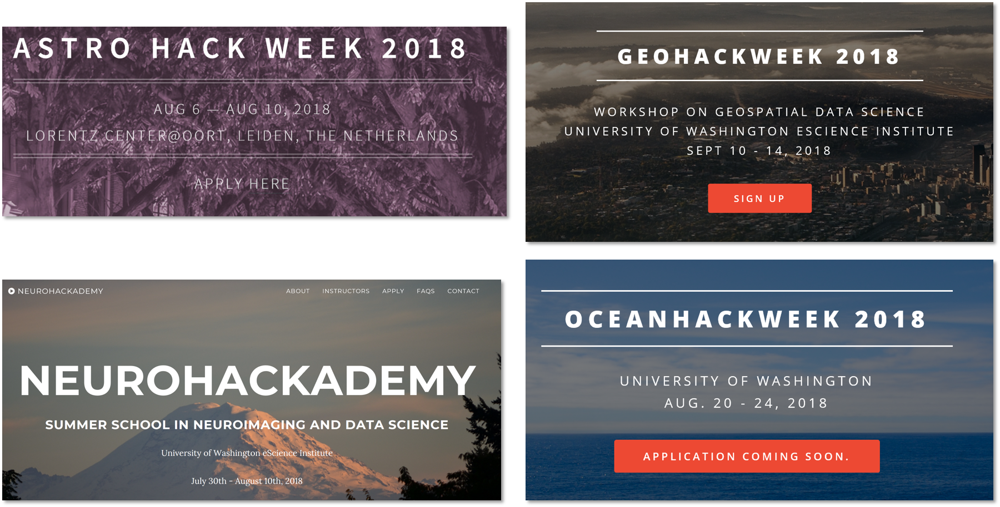 ASTRO HACK WEEK 2018
AUG 6 — AUG 10, 2018
LORENTZ CENTER@OORT, LEIDEN, THE NETHERLANDS
APPLY HERE
GEOHACKWEEK 2018
WORKSHOP ON GEOSPATIAL DATA SCIENCE
UNIVERSITY OF WASHINGTON ESCIENCE INSTITUTE
SEPT 10 - 14, 2018
SIGN UP
NEUROHACKADEMY
ABOUT INSTRUCTORS APPLY FAQS CONTACT
NEUROHACKADEMY
SUMMER SCHOOL IN NEUROIMAGING AND DATA SCIENCE
University of Washington eScience Institute
July 30th - August 10th, 2018
OCEANHACKWEEK 2018
UNIVERSITY OF WASHINGTON
AUG. 20 - 24, 2018
APPLICATION COMING SOON.